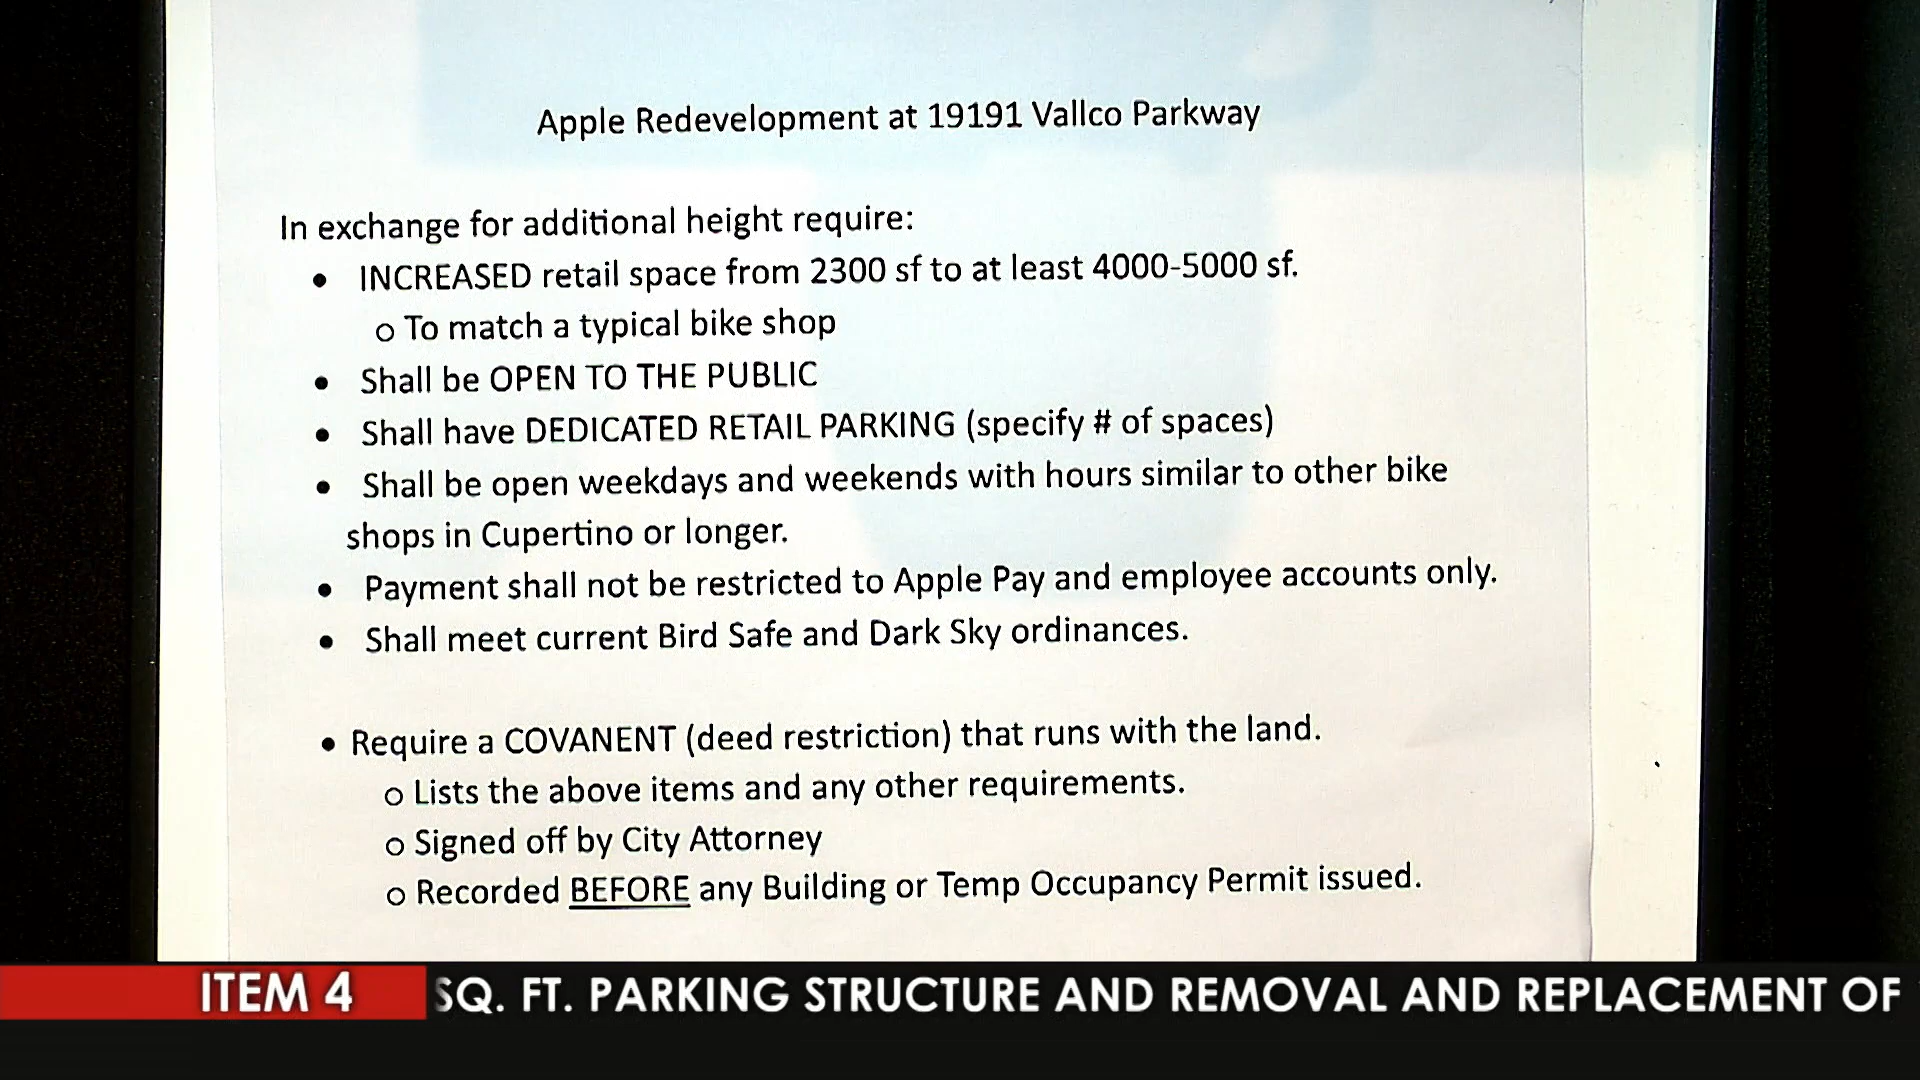 Apple Redevelopment at 19191 Vallco Parkway
In exchange for additional height require:
• INCREASED retail space from 2300 sf to at least 4000-5000 sf.
o To match a typical bike shop
• Shall be OPEN TO THE PUBLIC
• Shall have DEDICATED RETAIL PARKING (specify # of spaces)
• Shall be open weekdays and weekends with hours similar to other bike
shops in Cupertino or longer.
• Payment shall not be restricted to Apple Pay and employee accounts only.
• Shall meet current Bird Safe and Dark Sky ordinances.
• Require a COVANENT (deed restriction) that runs with the land.
o Lists the above items and any other requirements.
o Signed off by City Attorney
o Recorded BEFORE any Building or Temp Occupancy Permit issued.
ITEM 4 SQ. FT. PARKING STRUCTURE AND REMOVAL AND REPLACEMENT OF